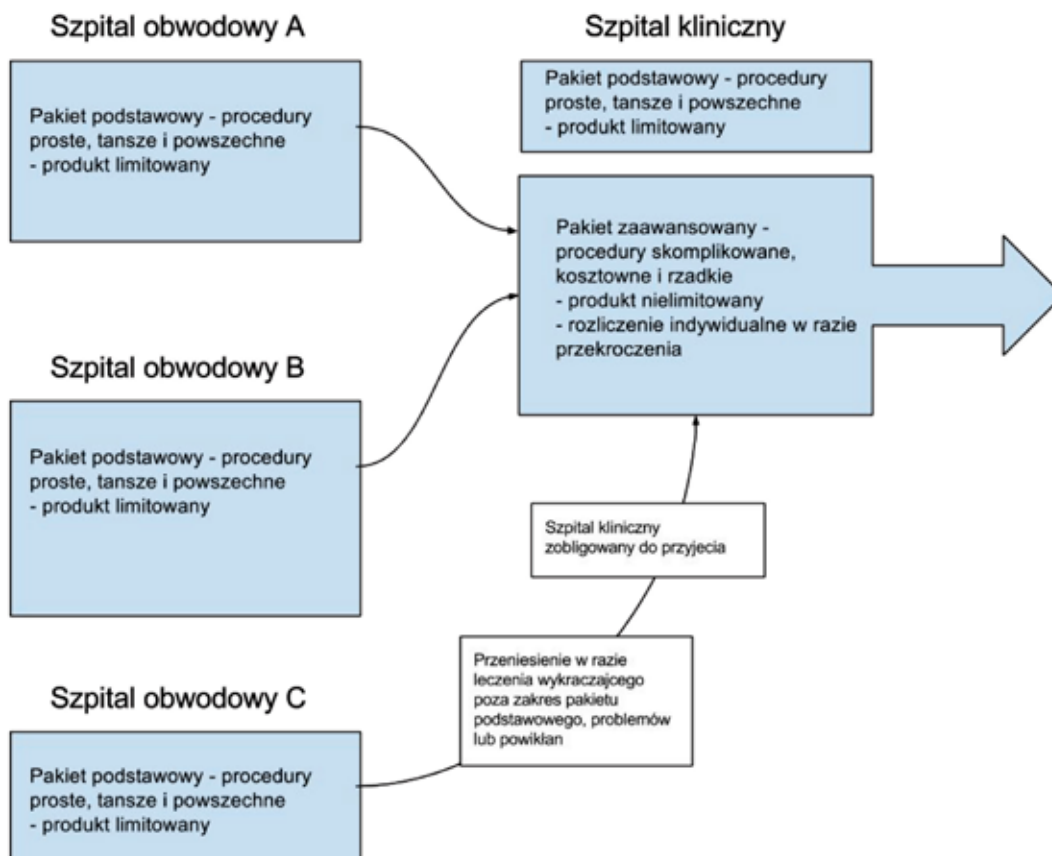 Szpital obwodowy A
Pakiet podstawowy - procedury
proste, tansze i powszechne
- produkt limitowany
Szpital kliniczny
Pakiet podstawowy - procedury
proste, tansze i powszechne
- produkt limitowany
Pakiet zaawansowany -
procedury skomplikowane,
kosztowne i rzadkie
- produkt nielimitowany
- rozliczenie indywidualne w razie
przekroczenia
Szpital obwodowy B
Pakiet podstawowy - procedury
proste, tansze i powszechne
- produkt limitowany
Szpital kliniczny
zobligowany do przyjecia
Przeniesienie w razie
leczenia wykraczajcego
poza zakres pakietu
podstawowego, problemów
lub powikłan
Szpital obwodowy C
Pakiet podstawowy - procedury
proste, tansze i powszechne
- produkt limitowany